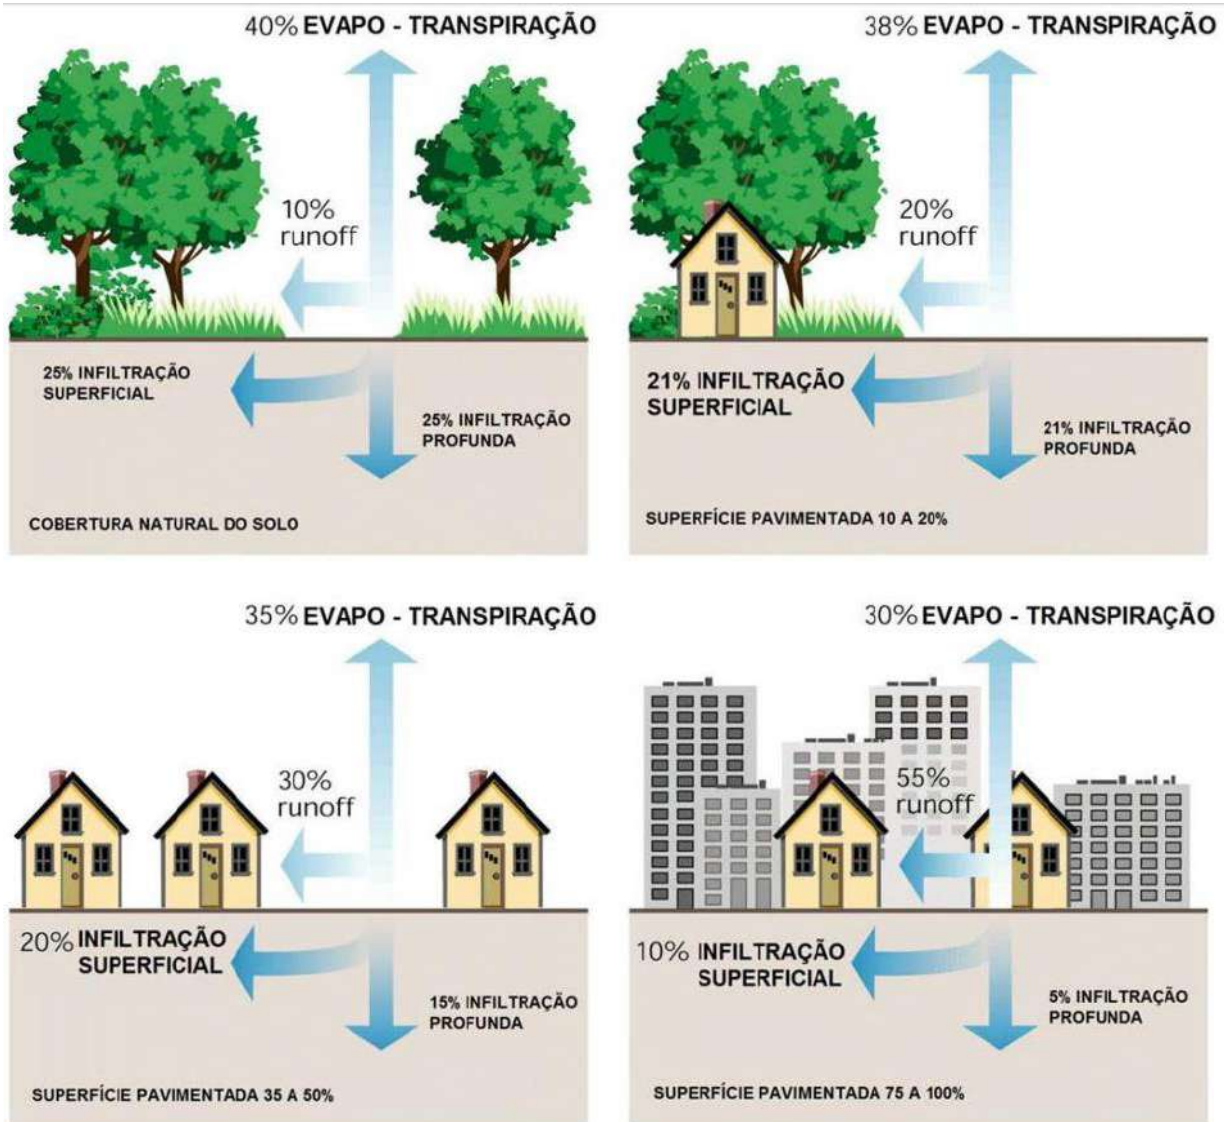 40% EVAPO - TRANSPIRAÇÃO
10%
runoff
25% INFILTRAÇÃO
SUPERFICIAL
25% INFILTRAÇÃO
PROFUNDA
COBERTURA NATURAL DO SOLO
38% EVAPO - TRANSPIRAÇÃO
20%
runoff
21% INFILTRAÇÃO
SUPERFICIAL
21% INFILTRAÇÃO
PROFUNDA
SUPERFÍCIE PAVIMENTADA 10 A 20%
35% EVAPO - TRANSPIRAÇÃO
30%
runoff
20% INFILTRAÇÃO
SUPERFICIAL
15% INFILTRAÇÃO
PROFUNDA
SUPERFÍCIE PAVIMENTADA 35 A 50%
30% EVAPO - TRANSPIRAÇÃO
55%
runoff
10% INFILTRAÇÃO
SUPERFICIAL
5% INFILTRAÇÃO
PROFUNDA
SUPERFÍCIE PAVIMENTADA 75 A 100%